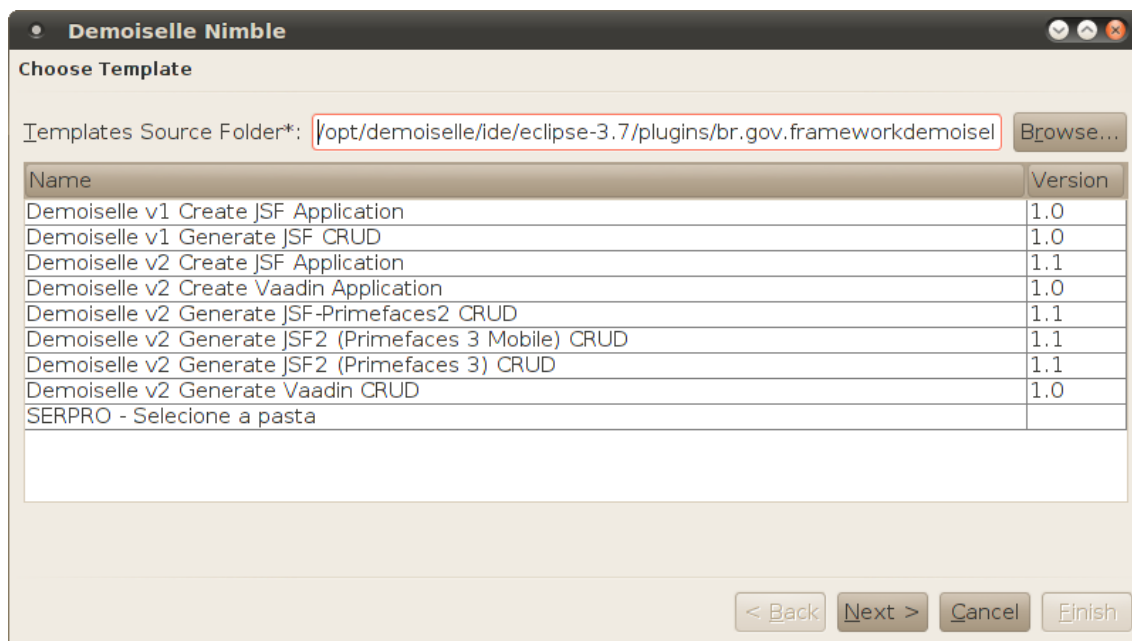 Demoiselle Nimble
Choose Template
Templates Source Folder*: /opt/demoiselle/ide/eclipse-3.7/plugins/br.gov.frameworkdemoisel Browse...
Name Version
Demoiselle v1 Create JSF Application 1.0
Demoiselle v1 Generate JSF CRUD 1.0
Demoiselle v2 Create JSF Application 1.1
Demoiselle v2 Create Vaadin Application 1.0
Demoiselle v2 Generate JSF-Primefaces2 CRUD 1.1
Demoiselle v2 Generate JSF2 (Primefaces 3 Mobile) CRUD 1.1
Demoiselle v2 Generate JSF2 (Primefaces 3) CRUD 1.1
Demoiselle v2 Generate Vaadin CRUD 1.0
SERPRO - Selecione a pasta
< Back Next > Cancel Finish